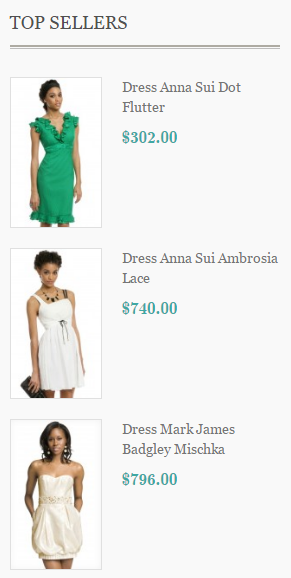 TOP SELLERS
Dress Anna Sui Dot
Flutter
$302.00
Dress Anna Sui Ambrosia
Lace
$740.00
Dress Mark James
Badgley Mischka
$796.00